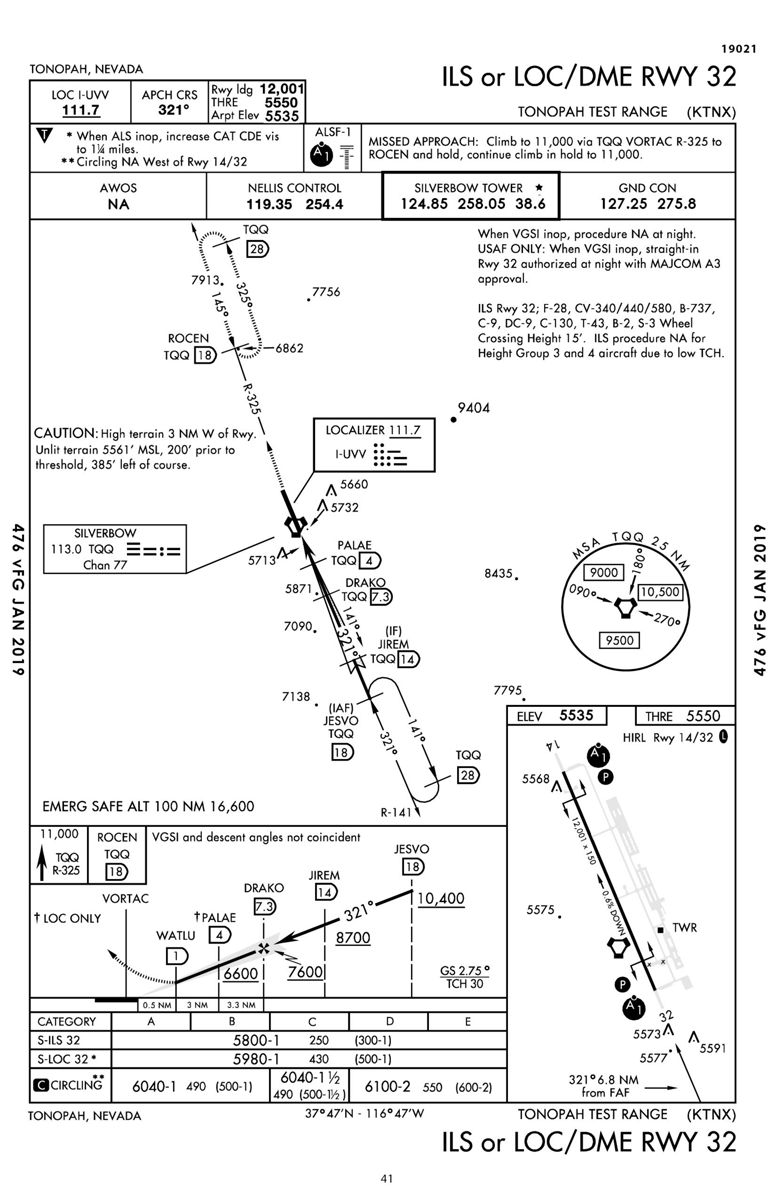 19021
TONOPAH, NEVADA
ILS or LOC/DME RWY 32
LOC I-UVV
111.7
APCH CRS
321°
Rwy ldg 12,001
THRE 5550
Arpt Elev 5535
TONOPAH TEST RANGE (KTNX)
T
* When ALS inop, increase CAT CDE vis
to 1¼ miles.
** Circling NA West of Rwy 14/32
ALSF-1
A1
MISSED APPROACH: Climb to 11,000 via TQQ VORTAC R-325 to
ROCEN and hold, continue climb in hold to 11,000.
AWOS
NA
NELLIS CONTROL
119.35 254.4
SILVERBOW TOWER ★
124.85 258.05 38.6
GND CON
127.25 275.8
When VGSI inop, procedure NA at night.
USAF ONLY: When VGSI inop, straight-in
Rwy 32 authorized at night with MAJCOM A3
approval.
ILS Rwy 32; F-28, CV-340/440/580, B-737,
C-9, DC-9, C-130, T-43, B-2, S-3 Wheel
Crossing Height 15'. ILS procedure NA for
Height Group 3 and 4 aircraft due to low TCH.
TQQ
28
7913
7756
325°
145°
ROCEN
TQQ 18
6862
R-325
9404
CAUTION: High terrain 3 NM W of Rwy.
Unlit terrain 5561' MSL, 200' prior to
threshold, 385' left of course.
LOCALIZER 111.7
I-UVV
5660
5732
SILVERBOW
113.0 TQQ
Chan 77
5713
PALAE
TQQ 4
DRAKO
TQQ 7.3
5871
141°
321°
7090
(IF)
JIREM
TQQ 14
8435
MSA TQQ 25 NM
9000
180°
090°
10,500
270°
9500
7138
(IAF)
JESVO
TQQ
18
321°
141°
7795
TQQ
28
R-141
EMERG SAFE ALT 100 NM 16,600
476 vFG JAN 2019
476 vFG JAN 2019
ELEV 5535
THRE 5550
HIRL Rwy 14/32 L
14
A1
P
5568
12,001 x 150
0.6% DOWN
5575
TWR
P
A1
32
5573
5577
5591
321° 6.8 NM
from FAF
11,000
TQQ
R-325
ROCEN
TQQ
18
VGSI and descent angles not coincident
JESVO
18
JIREM
14
DRAKO
7.3
†PALAE
4
WATLU
1
VORTAC
† LOC ONLY
321°
10,400
8700
7600
6600
GS 2.75°
TCH 30
0.5 NM
3 NM
3.3 NM
CATEGORY A B C D E
S-ILS 32 5800-1 250 (300-1)
S-LOC 32 * 5980-1 430 (500-1)
C CIRCLING** 6040-1 490 (500-1) 6040-1½ 490 (500-1½) 6100-2 550 (600-2)
TONOPAH, NEVADA
37°47'N - 116°47'W
TONOPAH TEST RANGE (KTNX)
ILS or LOC/DME RWY 32
41